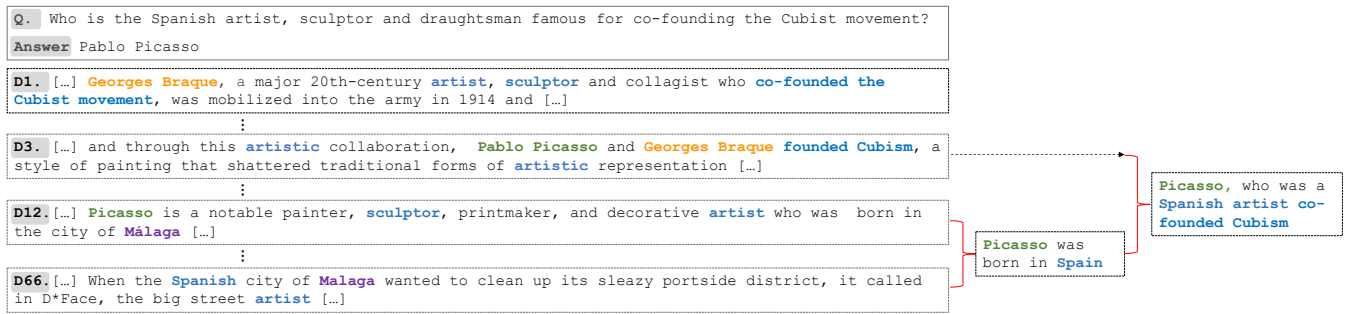 Q. Who is the Spanish artist, sculptor and draughtsman famous for co-founding the Cubist movement?
Answer Pablo Picasso
D1. […] Georges Braque, a major 20th-century artist, sculptor and collagist who co-founded the
Cubist movement, was mobilized into the army in 1914 and […]
⋮
D3. […] and through this artistic collaboration, Pablo Picasso and Georges Braque founded Cubism, a
style of painting that shattered traditional forms of artistic representation […]
⋮
D12. […] Picasso is a notable painter, sculptor, printmaker, and decorative artist who was born in
the city of Málaga […]
⋮
D66. […] When the Spanish city of Malaga wanted to clean up its sleazy portside district, it called
in D*Face, the big street artist […]
Picasso was
born in Spain
Picasso, who was a
Spanish artist co-
founded Cubism